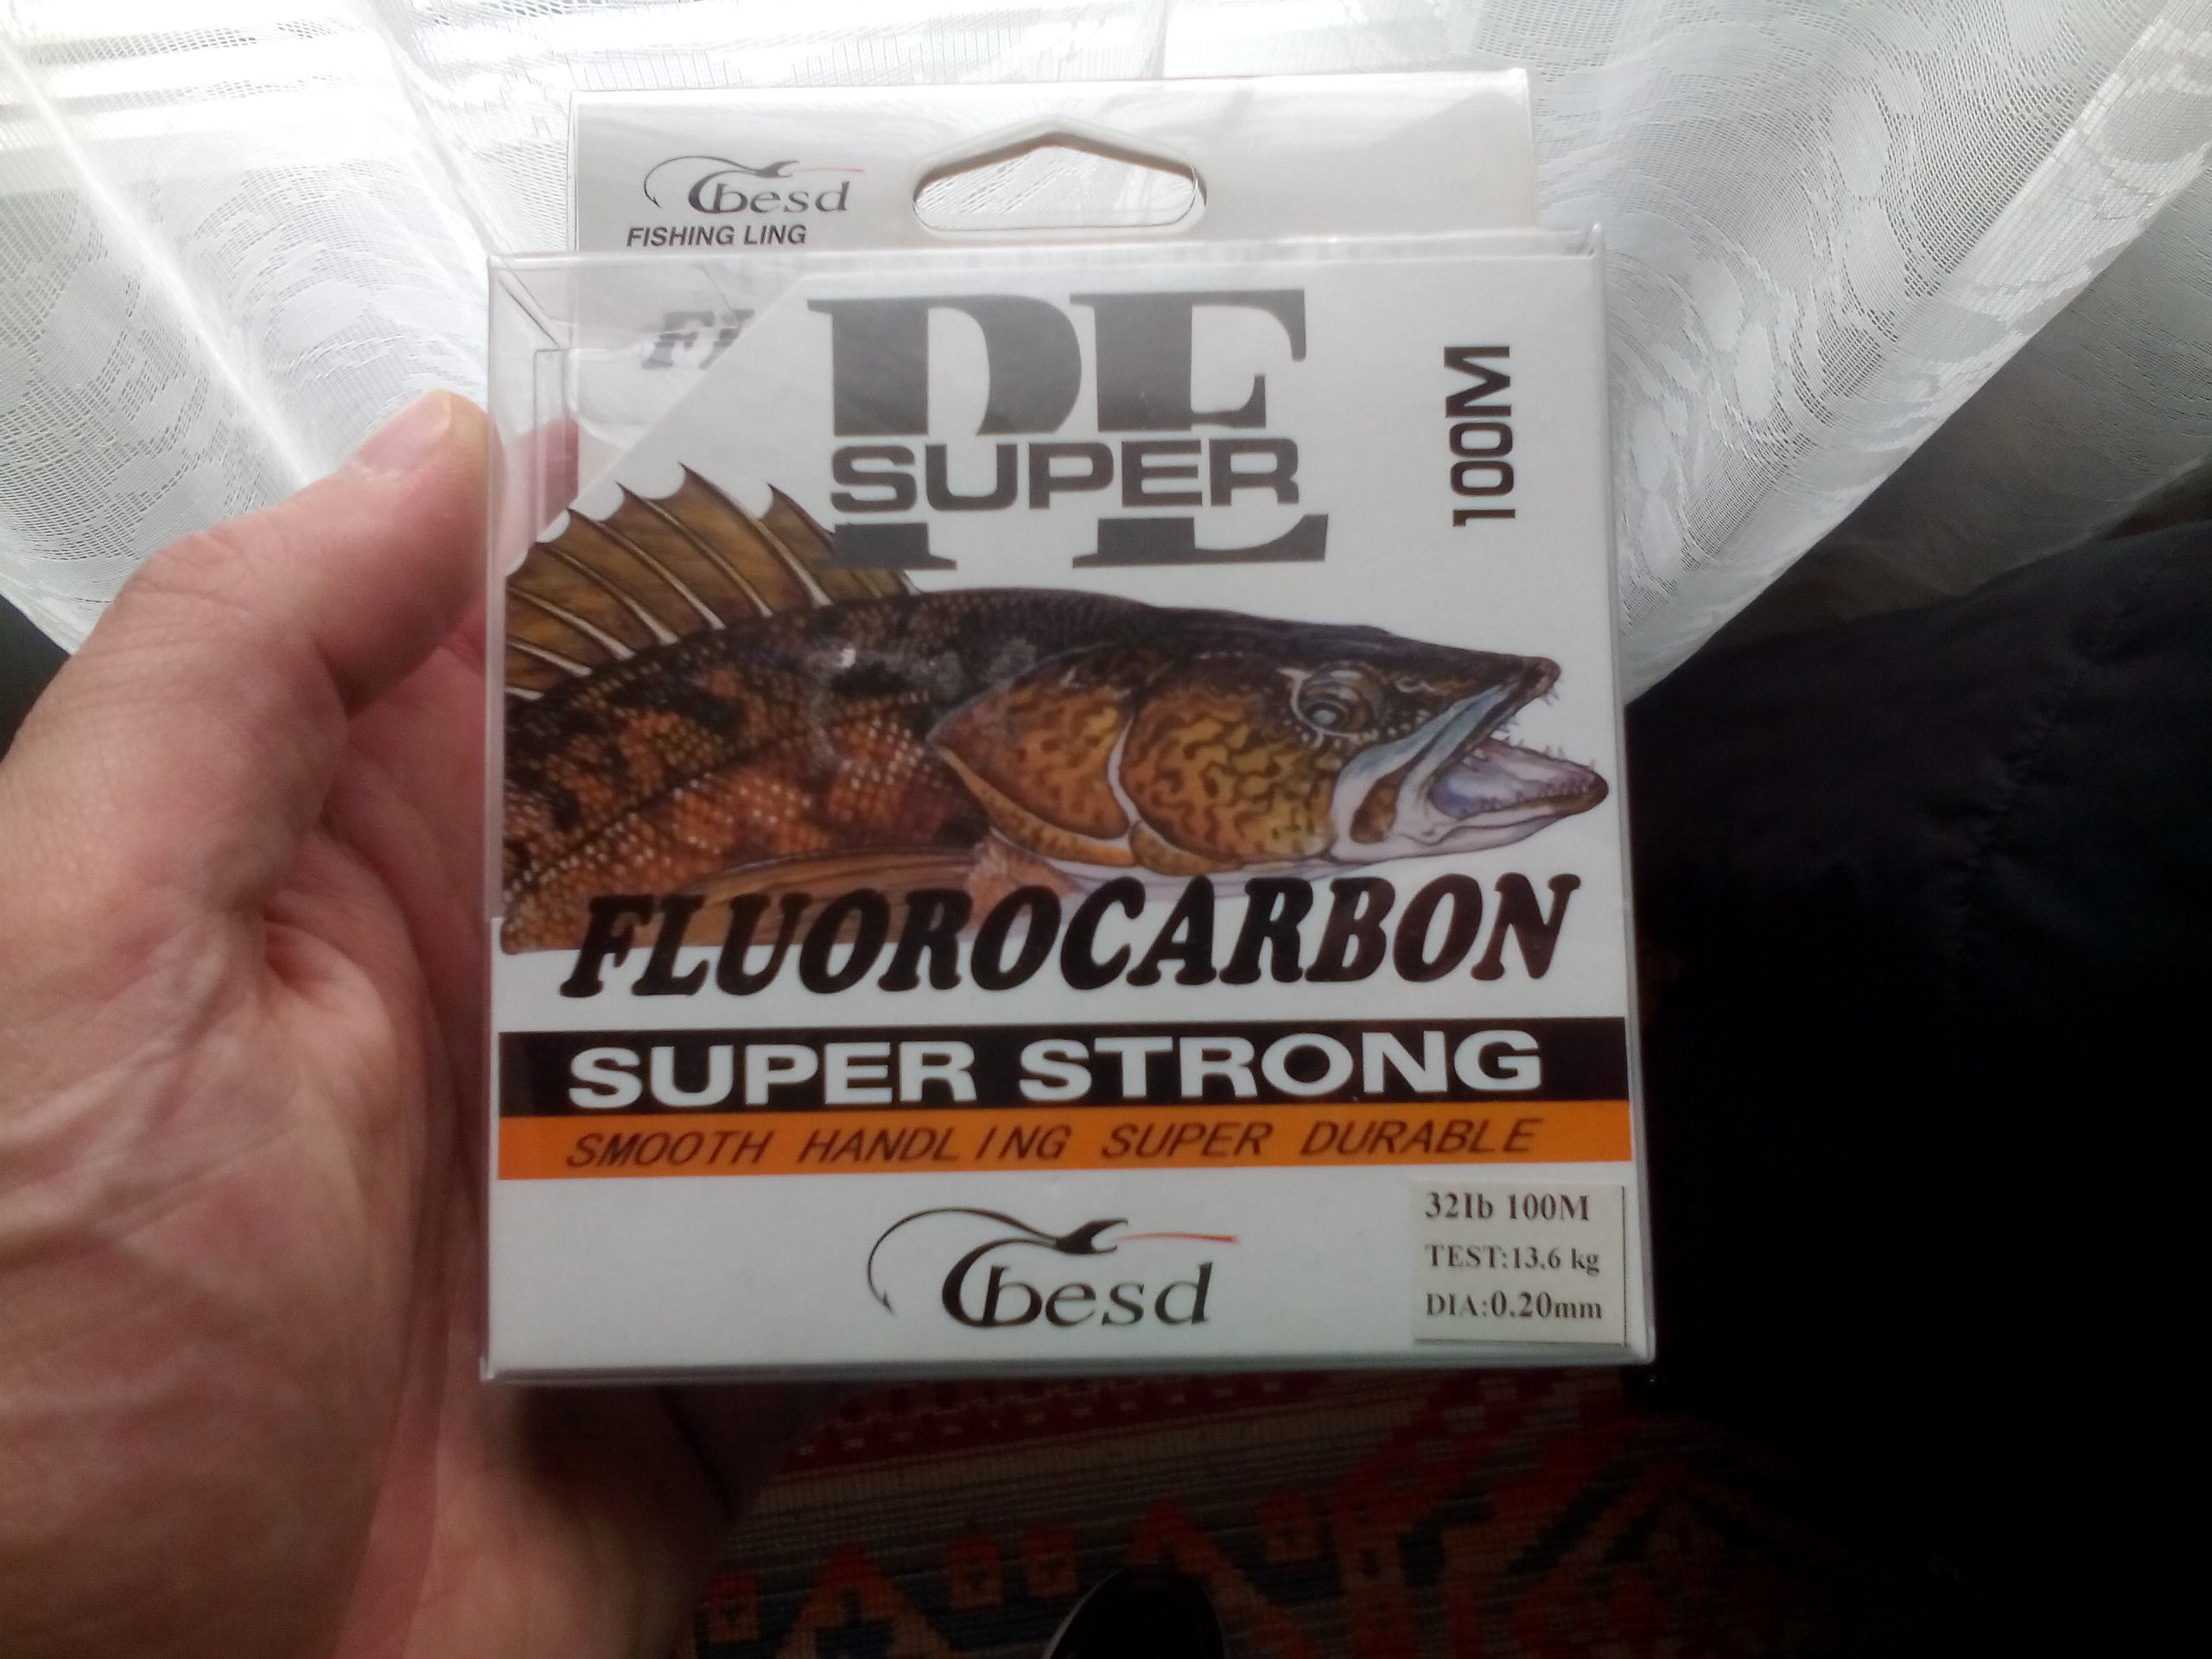 besd
FISHING LING
PE
SUPER
100M
FLUOROCARBON
SUPER STRONG
SMOOTH HANDLING SUPER DURABLE
besd
32Ib 100M
TEST:13.6 kg
DIA:0.20mm